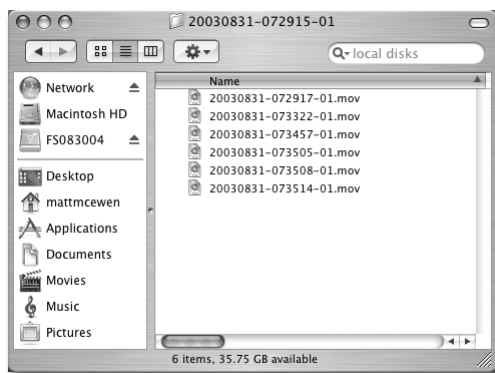 20030831-072915-01
local disks
Network
Macintosh HD
FS083004
Desktop
mattmcewen
Applications
Documents
Movies
Music
Pictures
Name
20030831-072917-01.mov
20030831-073322-01.mov
20030831-073457-01.mov
20030831-073505-01.mov
20030831-073508-01.mov
20030831-073514-01.mov
6 items, 35.75 GB available